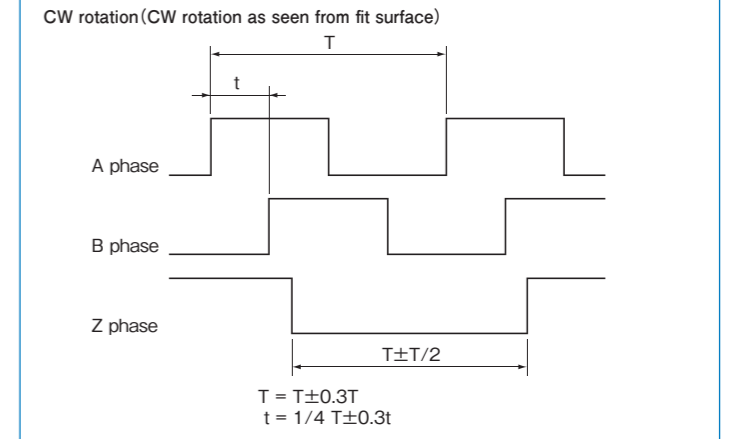 CW rotation(CW rotation as seen from fit surface)
T
t
A phase
B phase
Z phase
T±T/2
T = T±0.3T
t = 1/4 T±0.3t